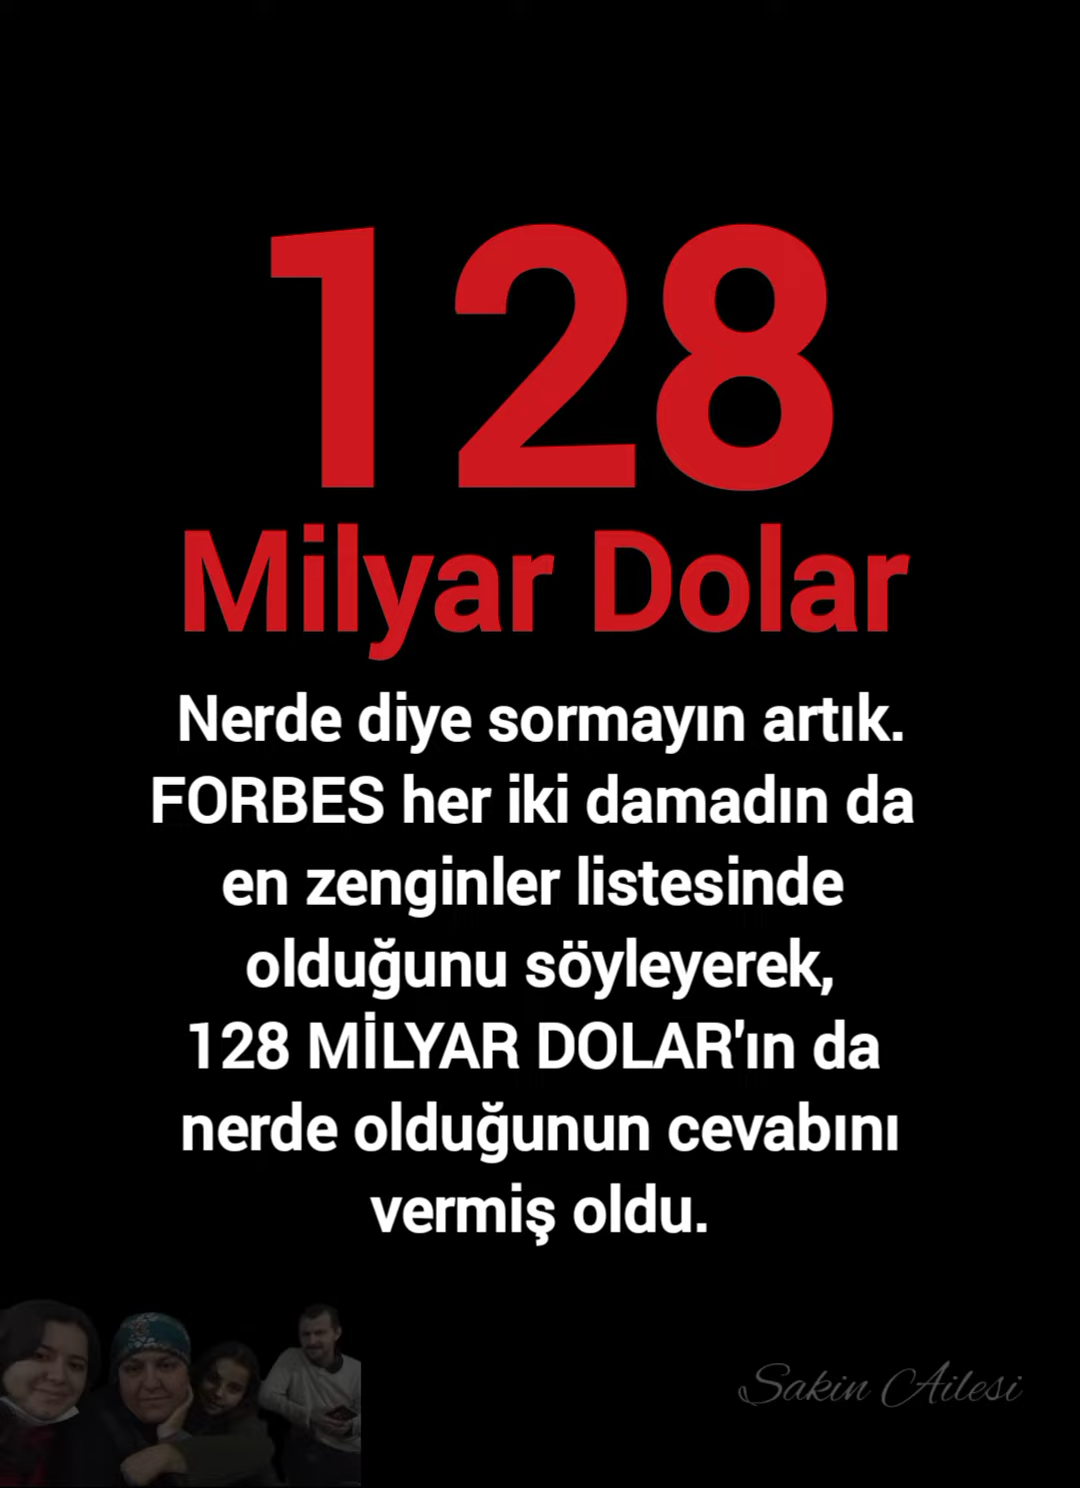 128
Milyar Dolar
Nerde diye sormayın artık.
FORBES her iki damadın da
en zenginler listesinde
olduğunu söyleyerek,
128 MİLYAR DOLAR'ın da
nerde olduğunun cevabını
vermiş oldu.
Sakin Ailesi